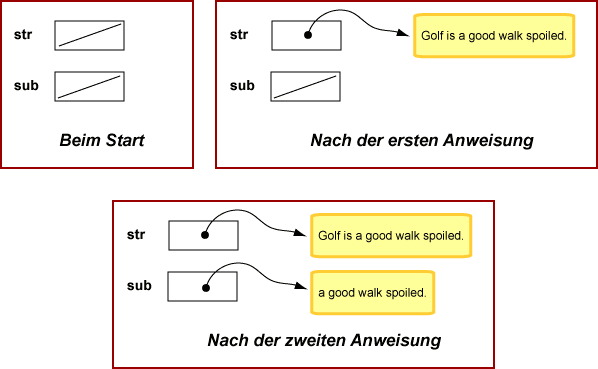 str
sub
Beim Start
str
Golf is a good walk spoiled.
sub
Nach der ersten Anweisung
str
Golf is a good walk spoiled.
sub
a good walk spoiled.
Nach der zweiten Anweisung